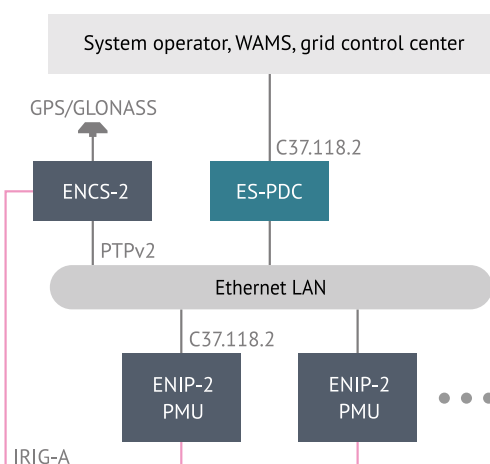 System operator, WAMS, grid control center
GPS/GLONASS
C37.118.2
ENCS-2
ES-PDC
PTPv2
Ethernet LAN
C37.118.2
ENIP-2
PMU
ENIP-2
PMU
IRIG-A